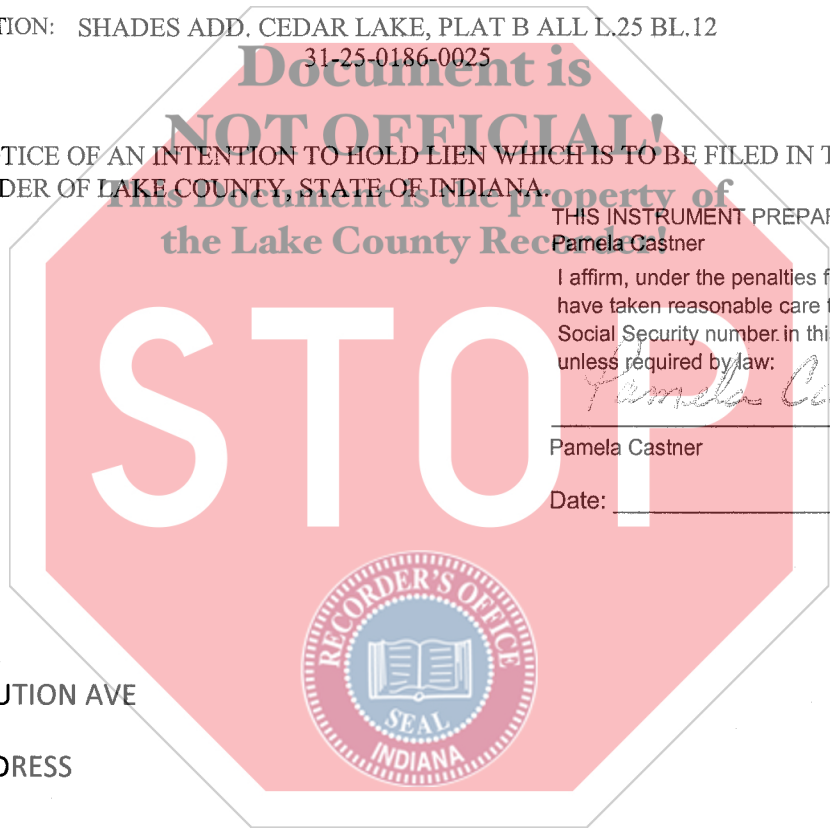 TION: SHADES ADD. CEDAR LAKE, PLAT B ALL L.25 BL.12
31-25-0186-0025
Document is
NOT OFFICIAL!
TICE OF AN INTENTION TO HOLD LIEN WHICH IS TO BE FILED IN T
DER OF LAKE COUNTY, STATE OF INDIANA.
This Document is the property of
the Lake County Recorder!
THIS INSTRUMENT PREPAR
Pamela Castner
I affirm, under the penalties f
have taken reasonable care t
Social Security number in thi
unless required by law:
Pamela Ca
Pamela Castner
Date:
STOP
RECORDER'S OFFICE
SEAL
INDIANA
UTION AVE
DRESS